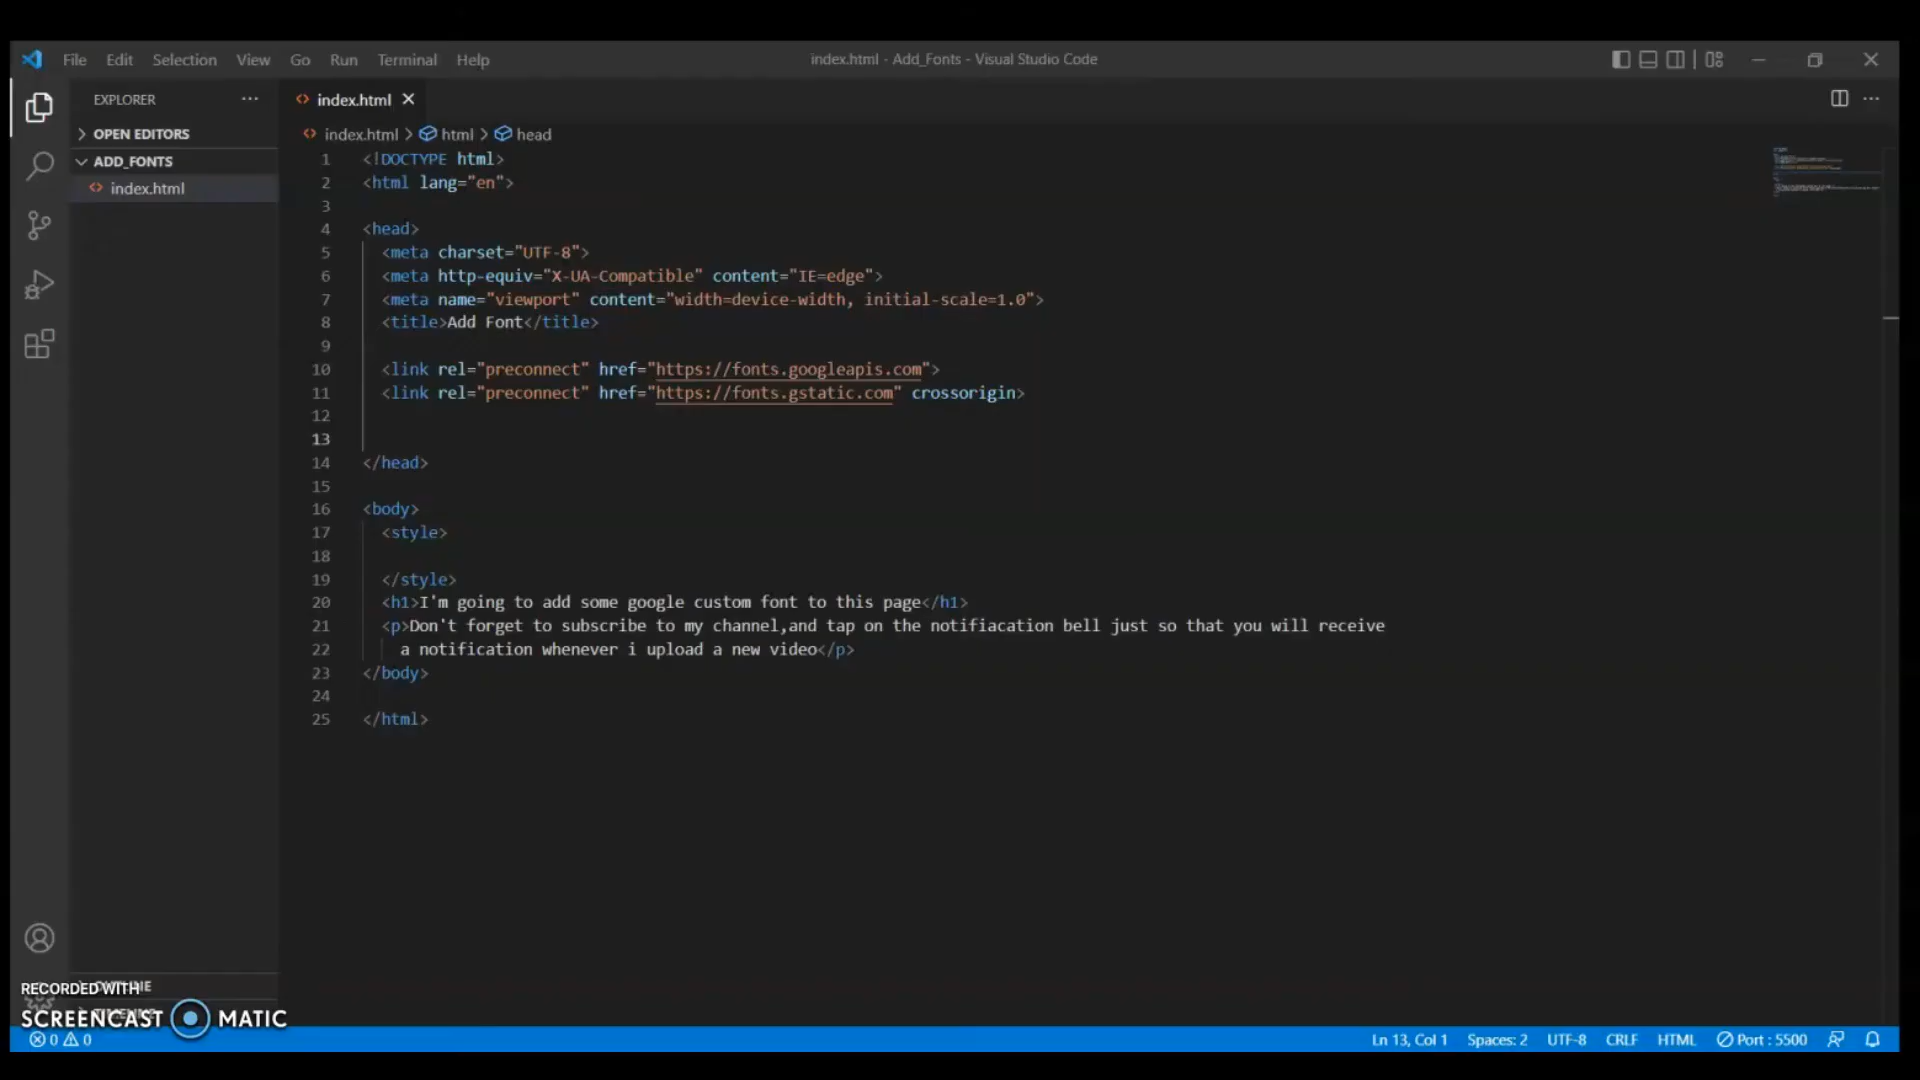 File Edit Selection View Go Run Terminal Help
index.html - Add_Fonts - Visual Studio Code
EXPLORER
index.html
OPEN EDITORS
index.html > html > head
ADD_FONTS
index.html
1 <!DOCTYPE html>
2 <html lang="en">
3
4 <head>
5 <meta charset="UTF-8">
6 <meta http-equiv="X-UA-Compatible" content="IE=edge">
7 <meta name="viewport" content="width=device-width, initial-scale=1.0">
8 <title>Add Font</title>
9
10 <link rel="preconnect" href="https://fonts.googleapis.com">
11 <link rel="preconnect" href="https://fonts.gstatic.com" crossorigin>
12
13
14 </head>
15
16 <body>
17 <style>
18
19 </style>
20 <h1>I'm going to add some google custom font to this page</h1>
21 <p>Don't forget to subscribe to my channel,and tap on the notifiacation bell just so that you will receive
22 a notification whenever i upload a new video</p>
23 </body>
24
25 </html>
OUTLINE
RECORDED WITH
TIMELINE
SCREENCAST MATIC
0 0
Ln 13, Col 1 Spaces: 2 UTF-8 CRLF HTML Port : 5500